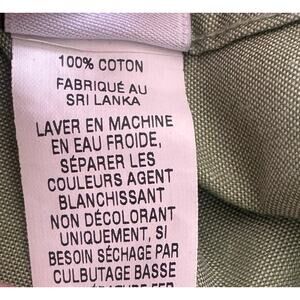 100% COTON
FABRIQUÉ AU
SRI LANKA
LAVER EN MACHINE
EN EAU FROIDE,
SÉPARER LES
COULEURS AGENT
BLANCHISSANT
NON DÉCOLORANT
UNIQUEMENT, SI
BESOIN SÉCHAGE PAR
CULBUTAGE BASSE